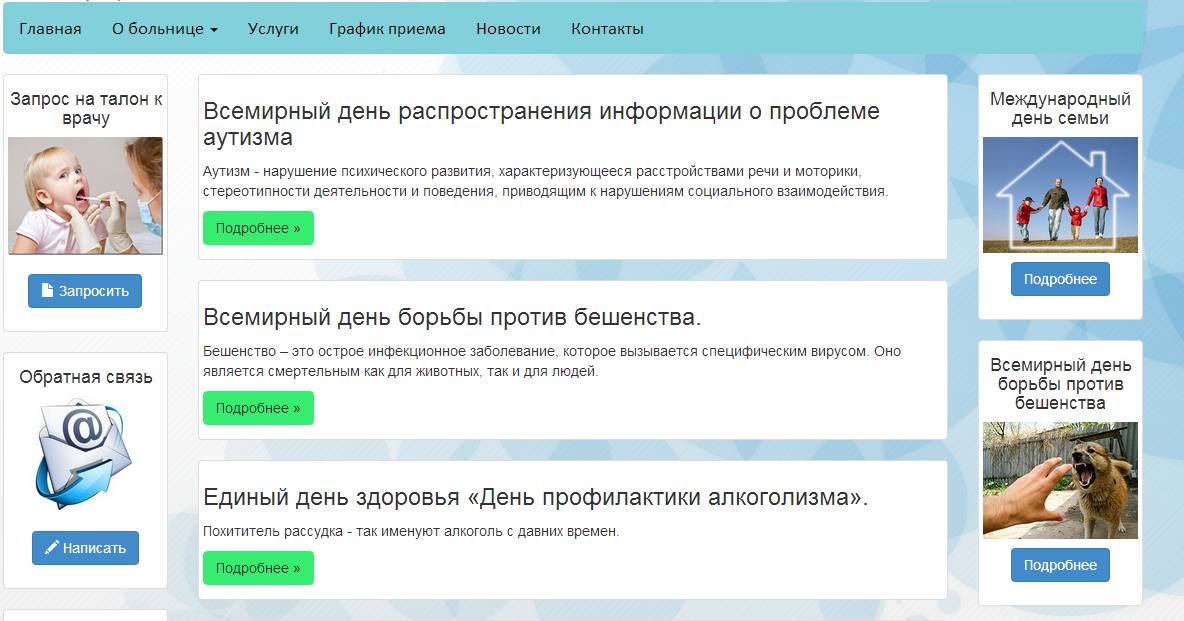 Главная О больнице Услуги График приема Новости Контакты
Запрос на талон к
врачу
Запросить
Обратная связь
@
Написать
Всемирный день распространения информации о проблеме
аутизма
Аутизм - нарушение психического развития, характеризующееся расстройствами речи и моторики,
стереотипности деятельности и поведения, приводящим к нарушениям социального взаимодействия.
Подробнее »
Всемирный день борьбы против бешенства.
Бешенство – это острое инфекционное заболевание, которое вызывается специфическим вирусом. Оно
является смертельным как для животных, так и для людей.
Подробнее »
Единый день здоровья «День профилактики алкоголизма».
Похититель рассудка - так именуют алкоголь с давних времен.
Подробнее »
Международный
день семьи
Подробнее
Всемирный день
борьбы против
бешенства
Подробнее